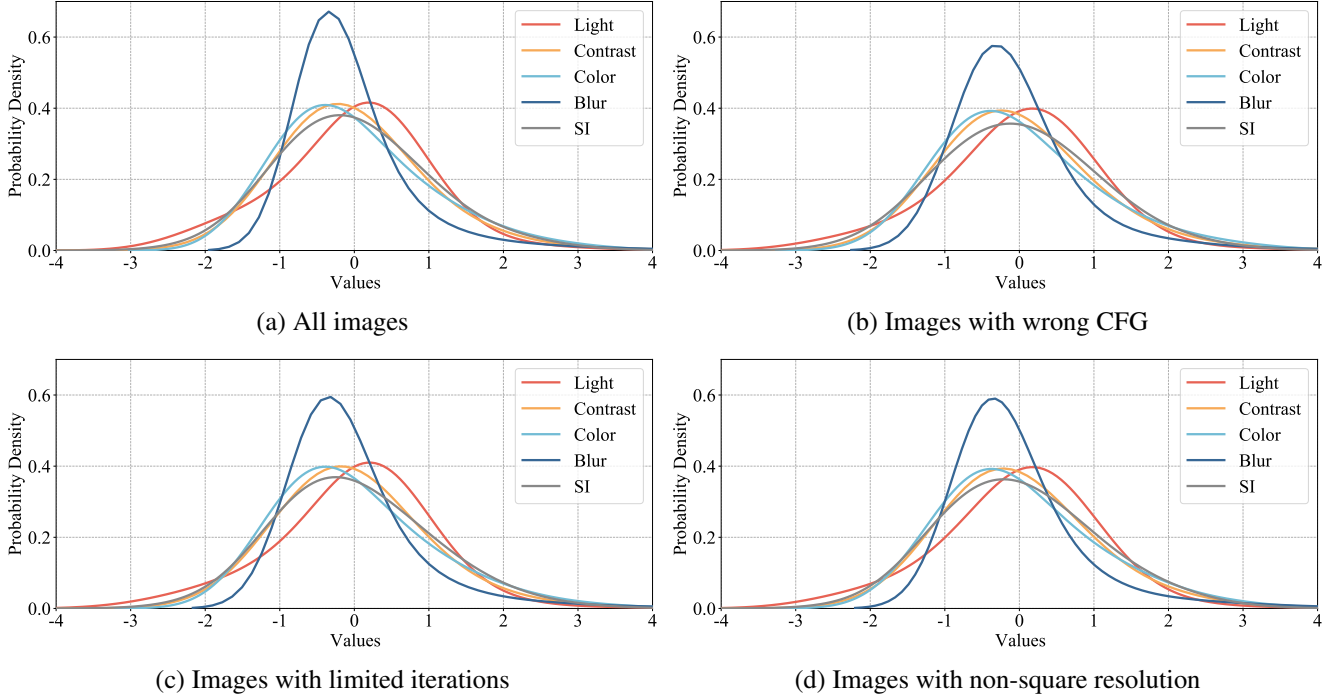 Probability Density
0.6
0.4
0.2
0.0
-4 -3 -2 -1 0 1 2 3 4
Values
Light
Contrast
Color
Blur
SI
(a) All images
Probability Density
0.6
0.4
0.2
0.0
-4 -3 -2 -1 0 1 2 3 4
Values
Light
Contrast
Color
Blur
SI
(b) Images with wrong CFG
Probability Density
0.6
0.4
0.2
0.0
-4 -3 -2 -1 0 1 2 3 4
Values
Light
Contrast
Color
Blur
SI
(c) Images with limited iterations
Probability Density
0.6
0.4
0.2
0.0
-4 -3 -2 -1 0 1 2 3 4
Values
Light
Contrast
Color
Blur
SI
(d) Images with non-square resolution